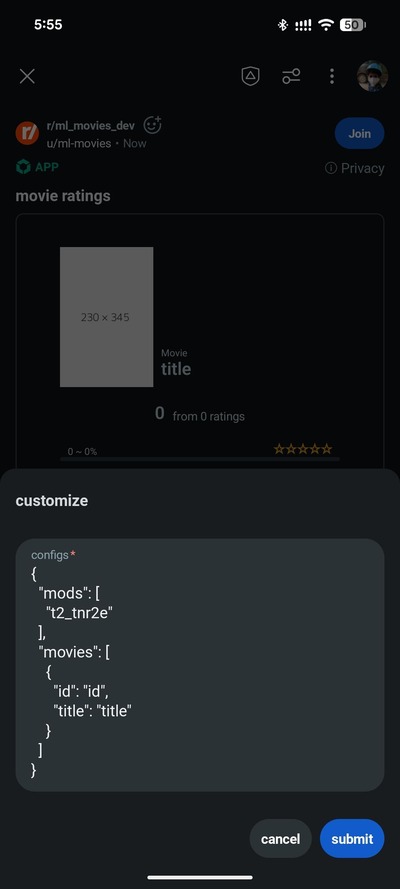 5:55
50
r/ml_movies_dev
u/ml-movies • Now
Join
APP
Privacy
movie ratings
230 × 345
Movie
title
0 from 0 ratings
0 ~ 0%
customize
configs*
{
"mods": [
"t2_tnr2e"
],
"movies": [
{
"id": "id",
"title": "title"
}
]
}
cancel
submit